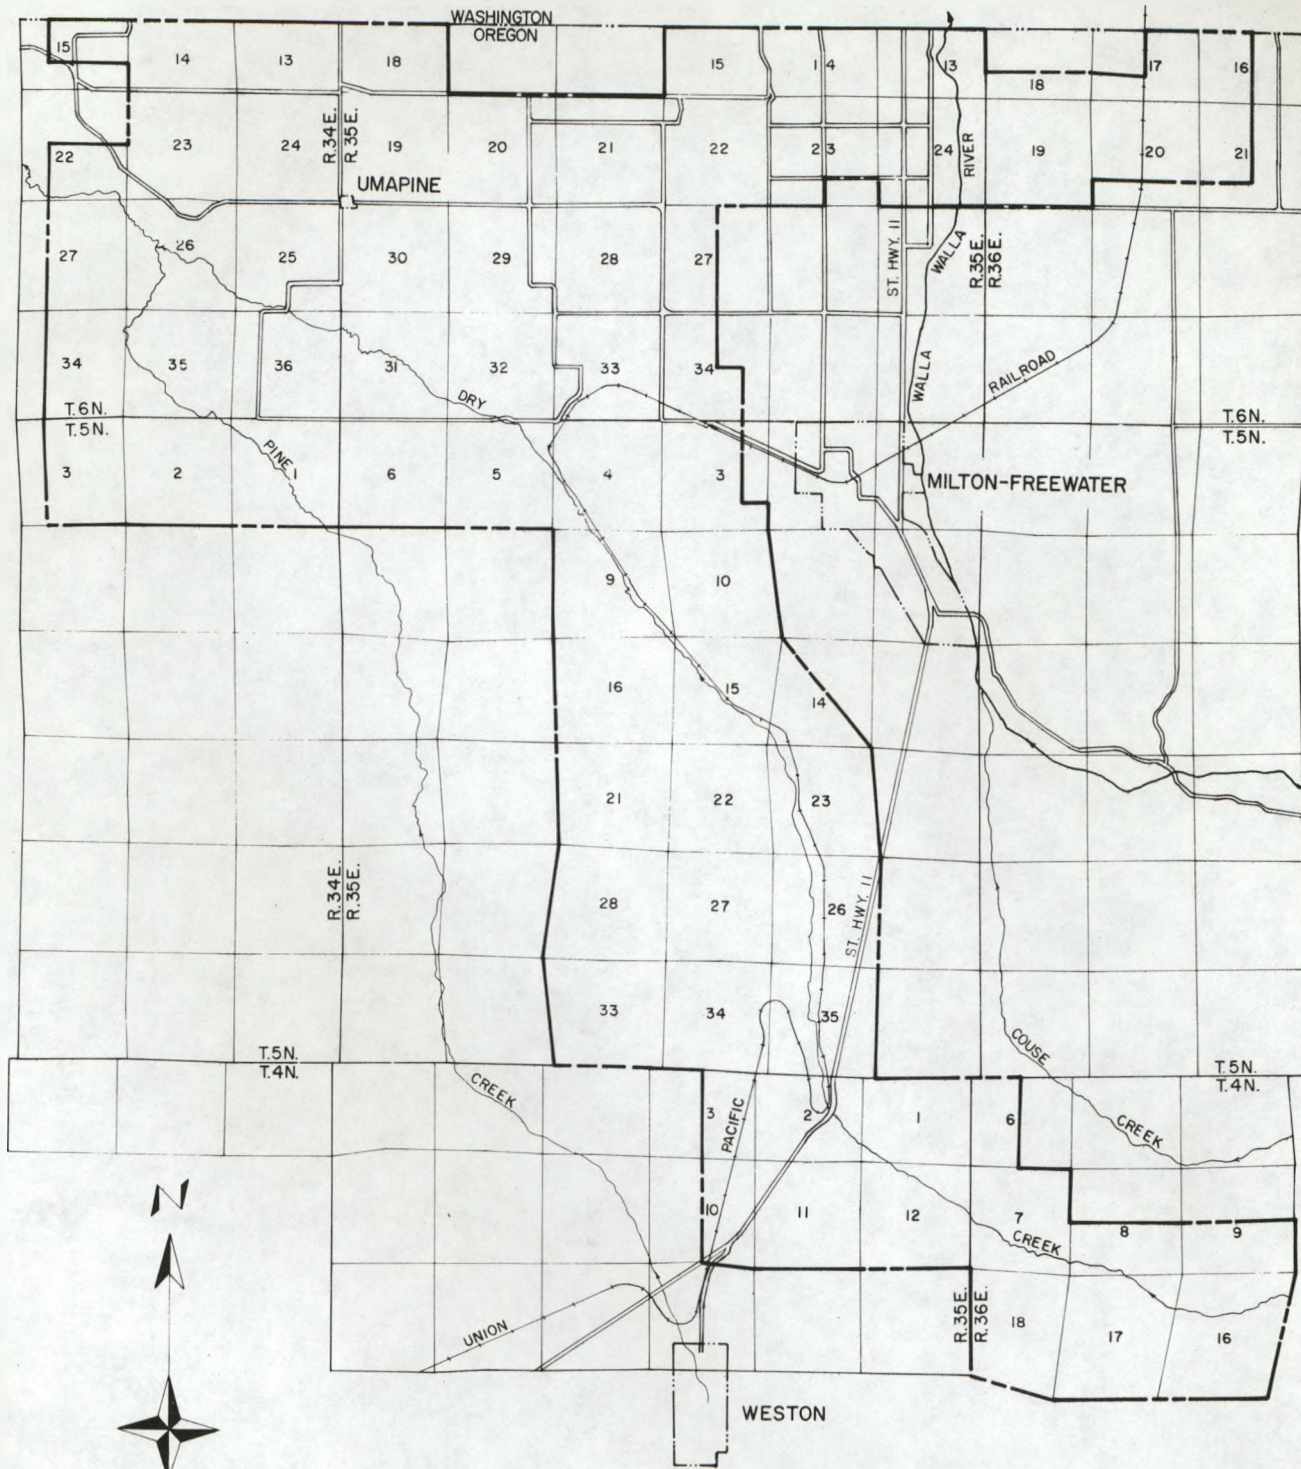 WASHINGTON
OREGON
15 14 13 18 15 14 13 18 17 16
22 23 24 R.34E. R.35E. 19 20 21 22 23 24 RIVER 19 20 21
UMAPINE
27 26 25 30 29 28 27 ST. HWY. 11 WALLA R.35E. R.36E.
34 35 36 31 32 33 34 WALLA RAILROAD
DRY
T.6N. T.6N.
T.5N. T.5N.
3 2 PINE 1 6 5 4 3
MILTON-FREEWATER
9 10
16 15 14
21 22 23
R.34E. R.35E. 28 27 26 ST. HWY. 11
33 34 35
COUSE
T.5N. T.5N.
T.4N. T.4N.
CREEK 3 PACIFIC 2 1 6 CREEK
10 11 12 7 8 9
CREEK
N
UNION R.35E. R.36E. 18 17 16
WESTON